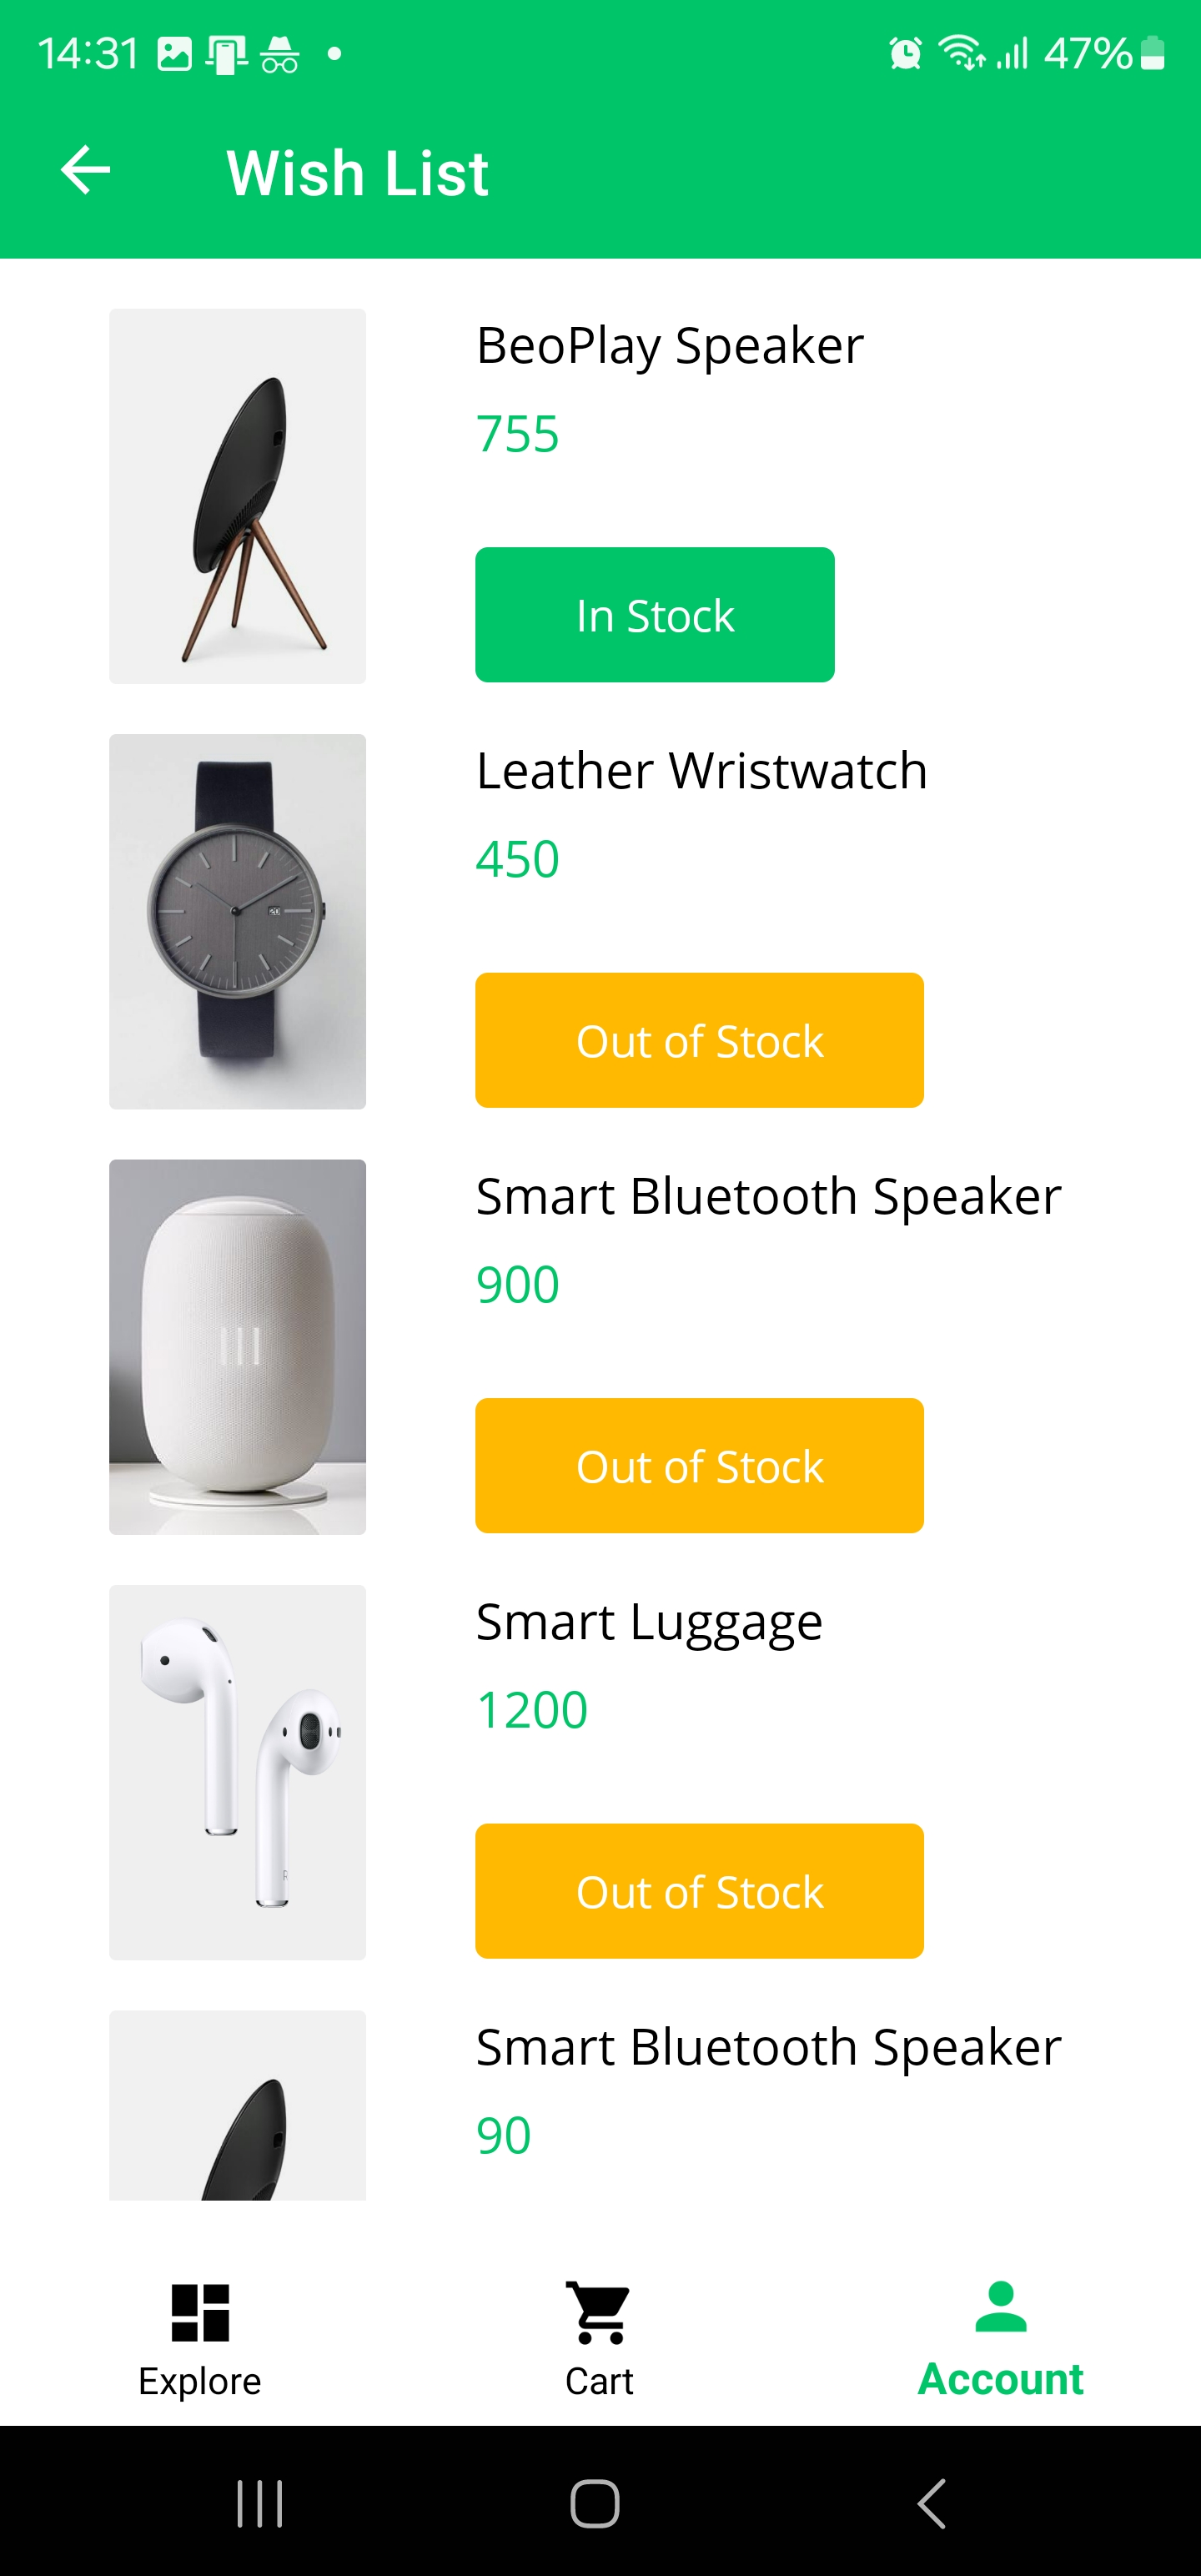 14:31
47%
Wish List
BeoPlay Speaker
755
In Stock
Leather Wristwatch
450
Out of Stock
Smart Bluetooth Speaker
900
Out of Stock
Smart Luggage
1200
Out of Stock
Smart Bluetooth Speaker
90
Explore
Cart
Account